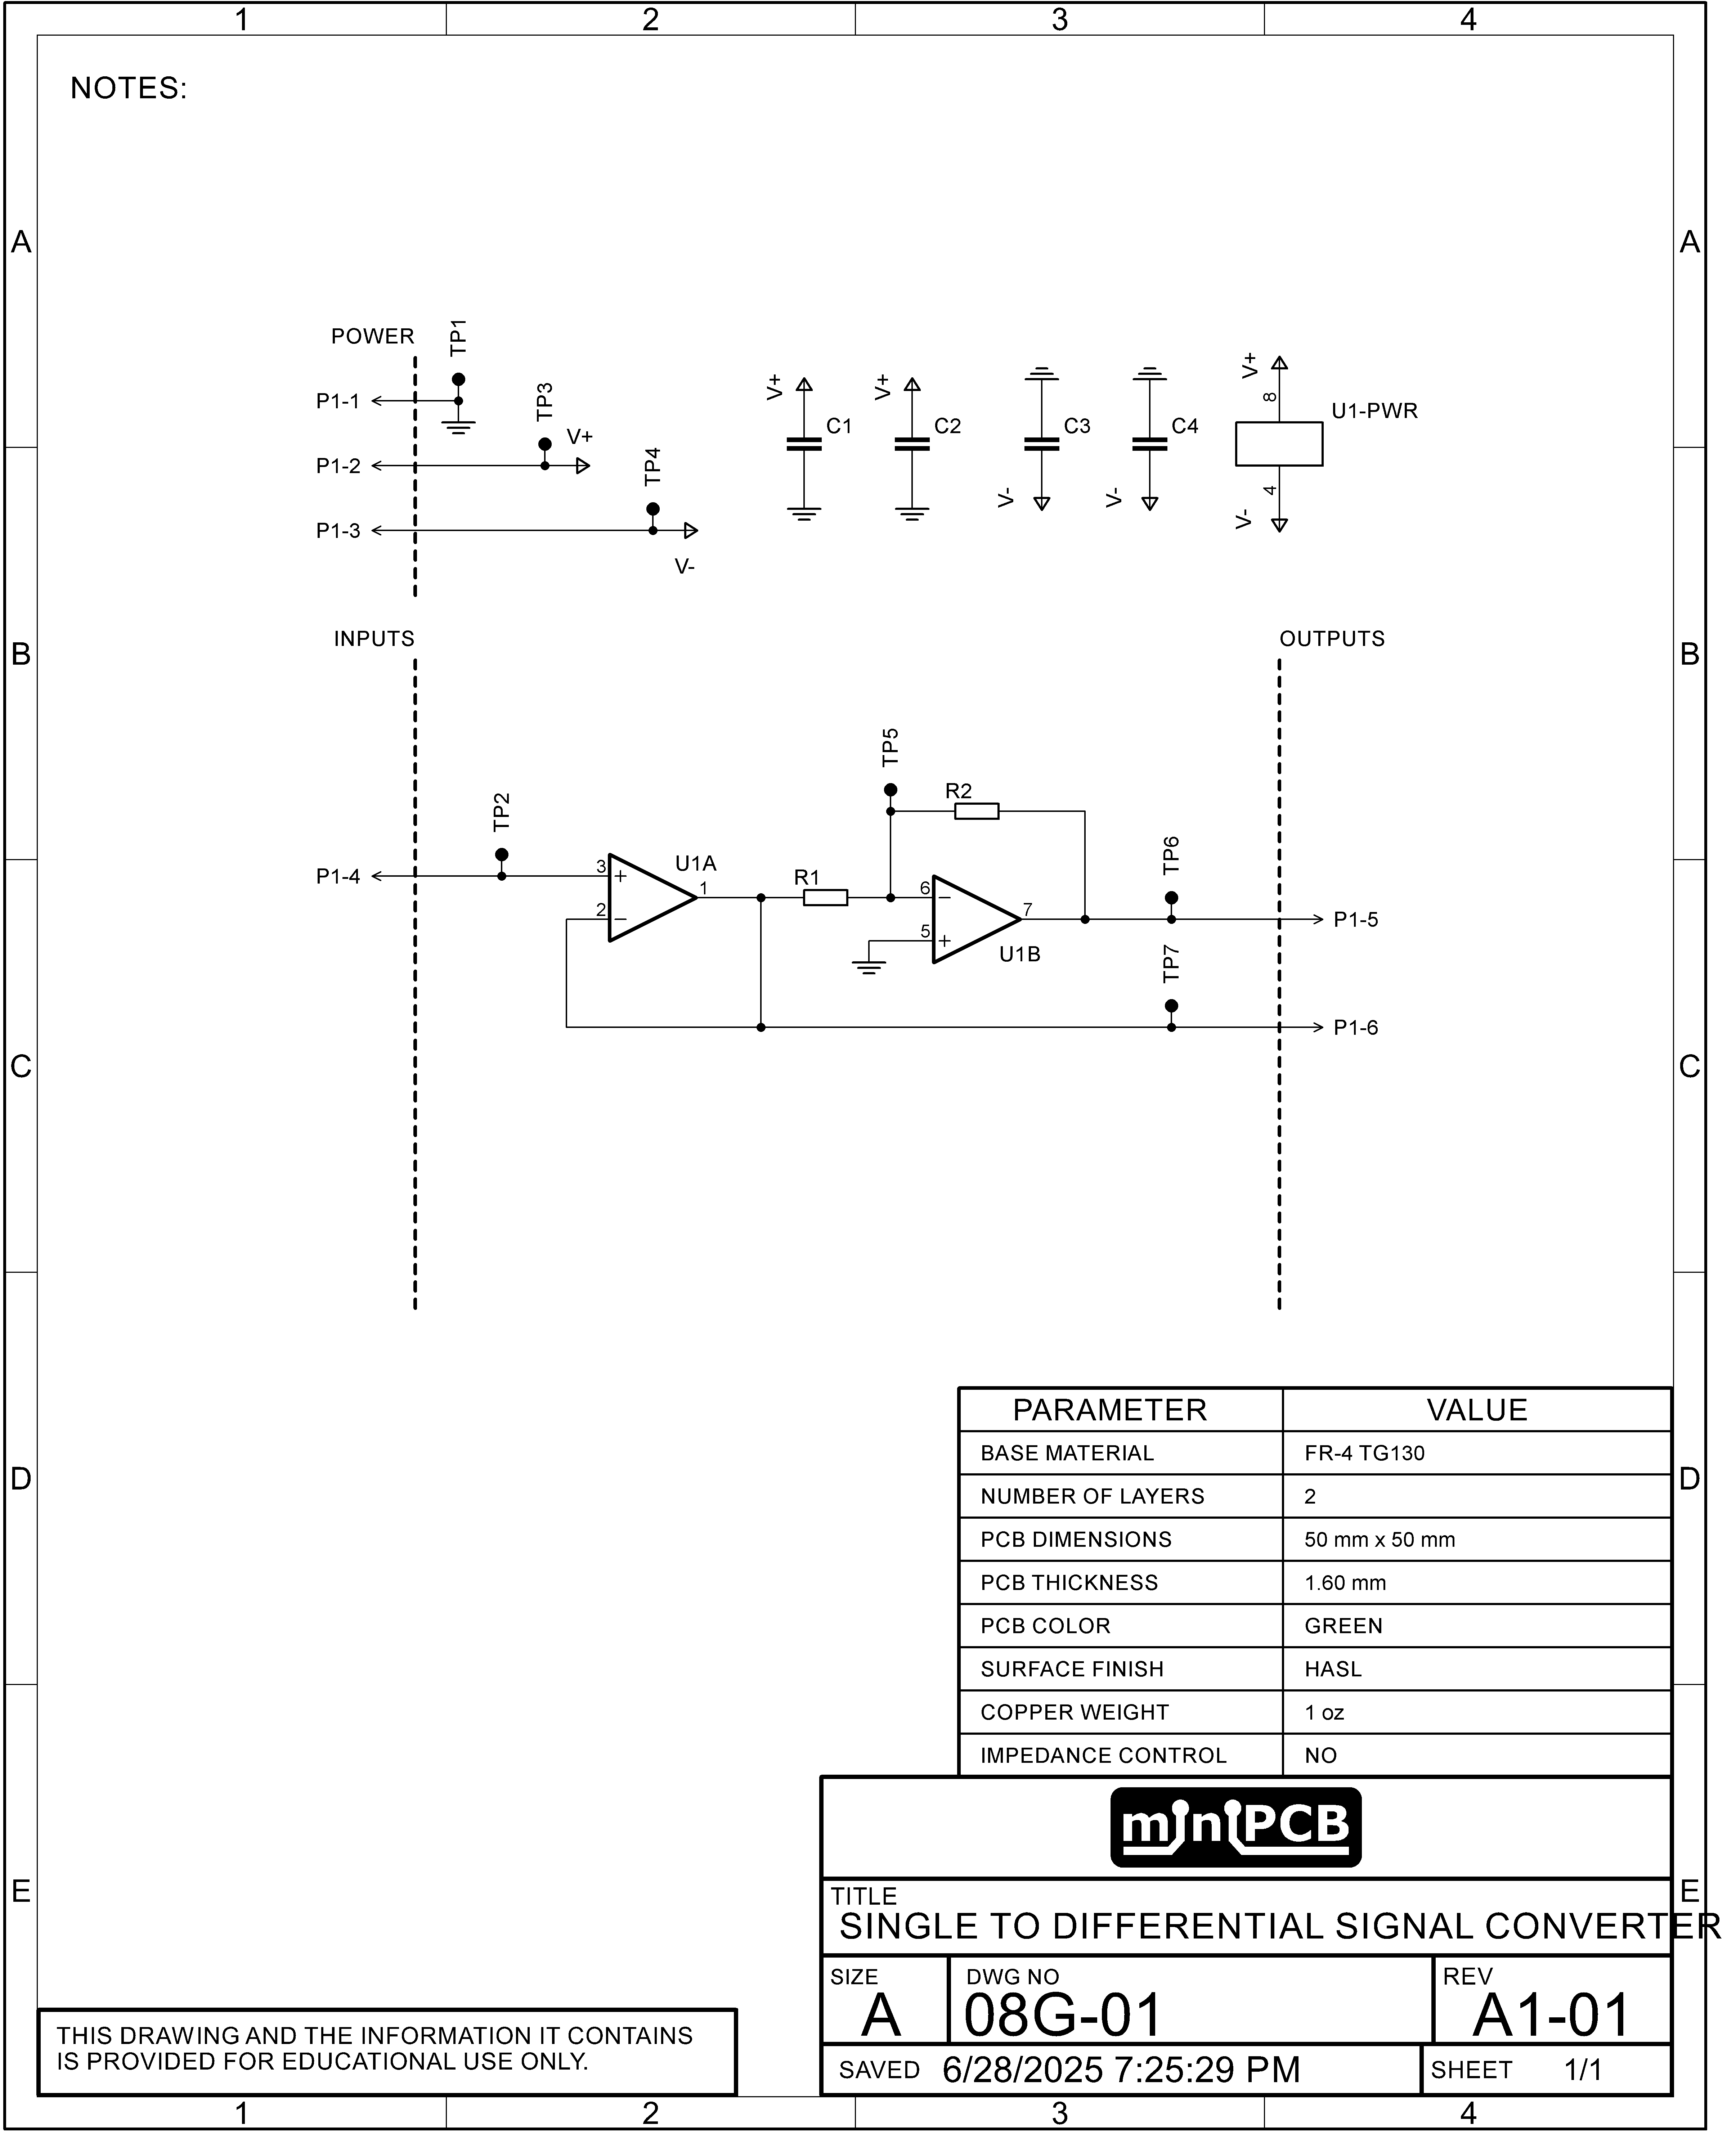 1 2 3 4
NOTES:
A A
POWER
TP1
P1-1
TP3
V+
P1-2
TP4
P1-3
V-
V+
C1
V+
C2
C3
V-
C4
V-
V+
8
U1-PWR
4
V-
B B
INPUTS
OUTPUTS
TP5
R2
TP2
TP6
P1-4
3
+
U1A
1
2
−
R1
6
−
7
P1-5
5
+
U1B
TP7
P1-6
C C
PARAMETER VALUE
BASE MATERIAL FR-4 TG130
NUMBER OF LAYERS 2
PCB DIMENSIONS 50 mm x 50 mm
PCB THICKNESS 1.60 mm
PCB COLOR GREEN
SURFACE FINISH HASL
COPPER WEIGHT 1 oz
IMPEDANCE CONTROL NO
D D
miniPCB
E E
TITLE
SINGLE TO DIFFERENTIAL SIGNAL CONVERTER
SIZE DWG NO REV
A 08G-01 A1-01
SAVED 6/28/2025 7:25:29 PM SHEET 1/1
THIS DRAWING AND THE INFORMATION IT CONTAINS
IS PROVIDED FOR EDUCATIONAL USE ONLY.
1 2 3 4